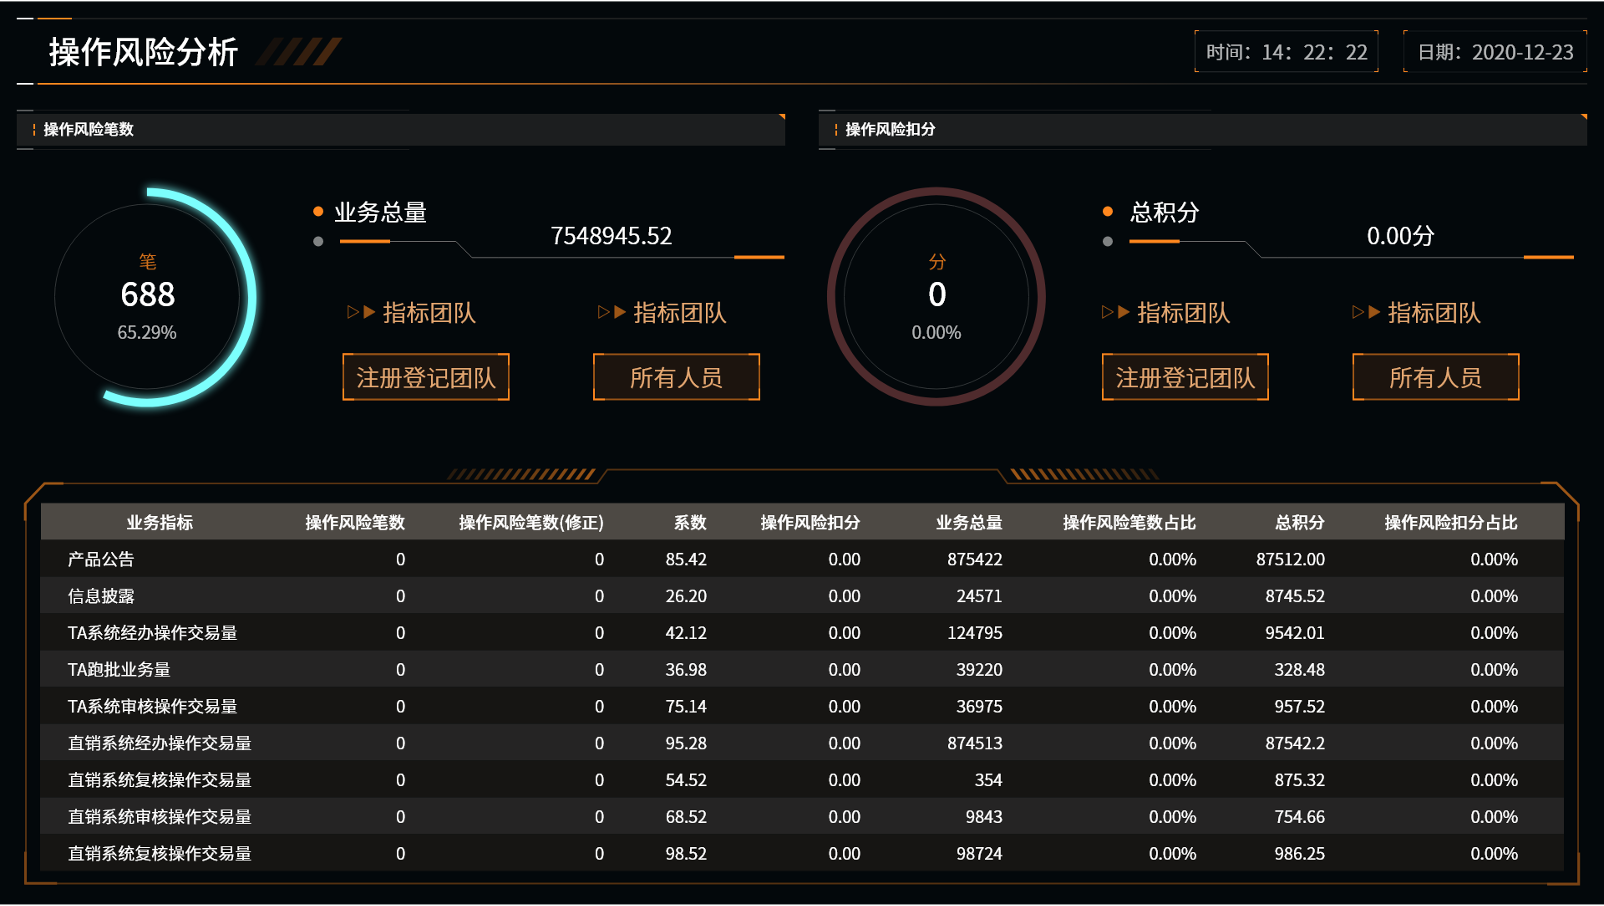 操作风险分析
时间：14：22：22 日期：2020-12-23
操作风险笔数 操作风险扣分
笔
688
65.29%
业务总量
7548945.52
指标团队 指标团队
注册登记团队 所有人员
分
0
0.00%
总积分
0.00分
指标团队 指标团队
注册登记团队 所有人员
业务指标 操作风险笔数 操作风险笔数(修正) 系数 操作风险扣分 业务总量 操作风险笔数占比 总积分 操作风险扣分占比
产品公告 0 0 85.42 0.00 875422 0.00% 87512.00 0.00%
信息披露 0 0 26.20 0.00 24571 0.00% 8745.52 0.00%
TA系统经办操作交易量 0 0 42.12 0.00 124795 0.00% 9542.01 0.00%
TA跑批业务量 0 0 36.98 0.00 39220 0.00% 328.48 0.00%
TA系统审核操作交易量 0 0 75.14 0.00 36975 0.00% 957.52 0.00%
直销系统经办操作交易量 0 0 95.28 0.00 874513 0.00% 87542.2 0.00%
直销系统复核操作交易量 0 0 54.52 0.00 354 0.00% 875.32 0.00%
直销系统审核操作交易量 0 0 68.52 0.00 9843 0.00% 754.66 0.00%
直销系统复核操作交易量 0 0 98.52 0.00 98724 0.00% 986.25 0.00%